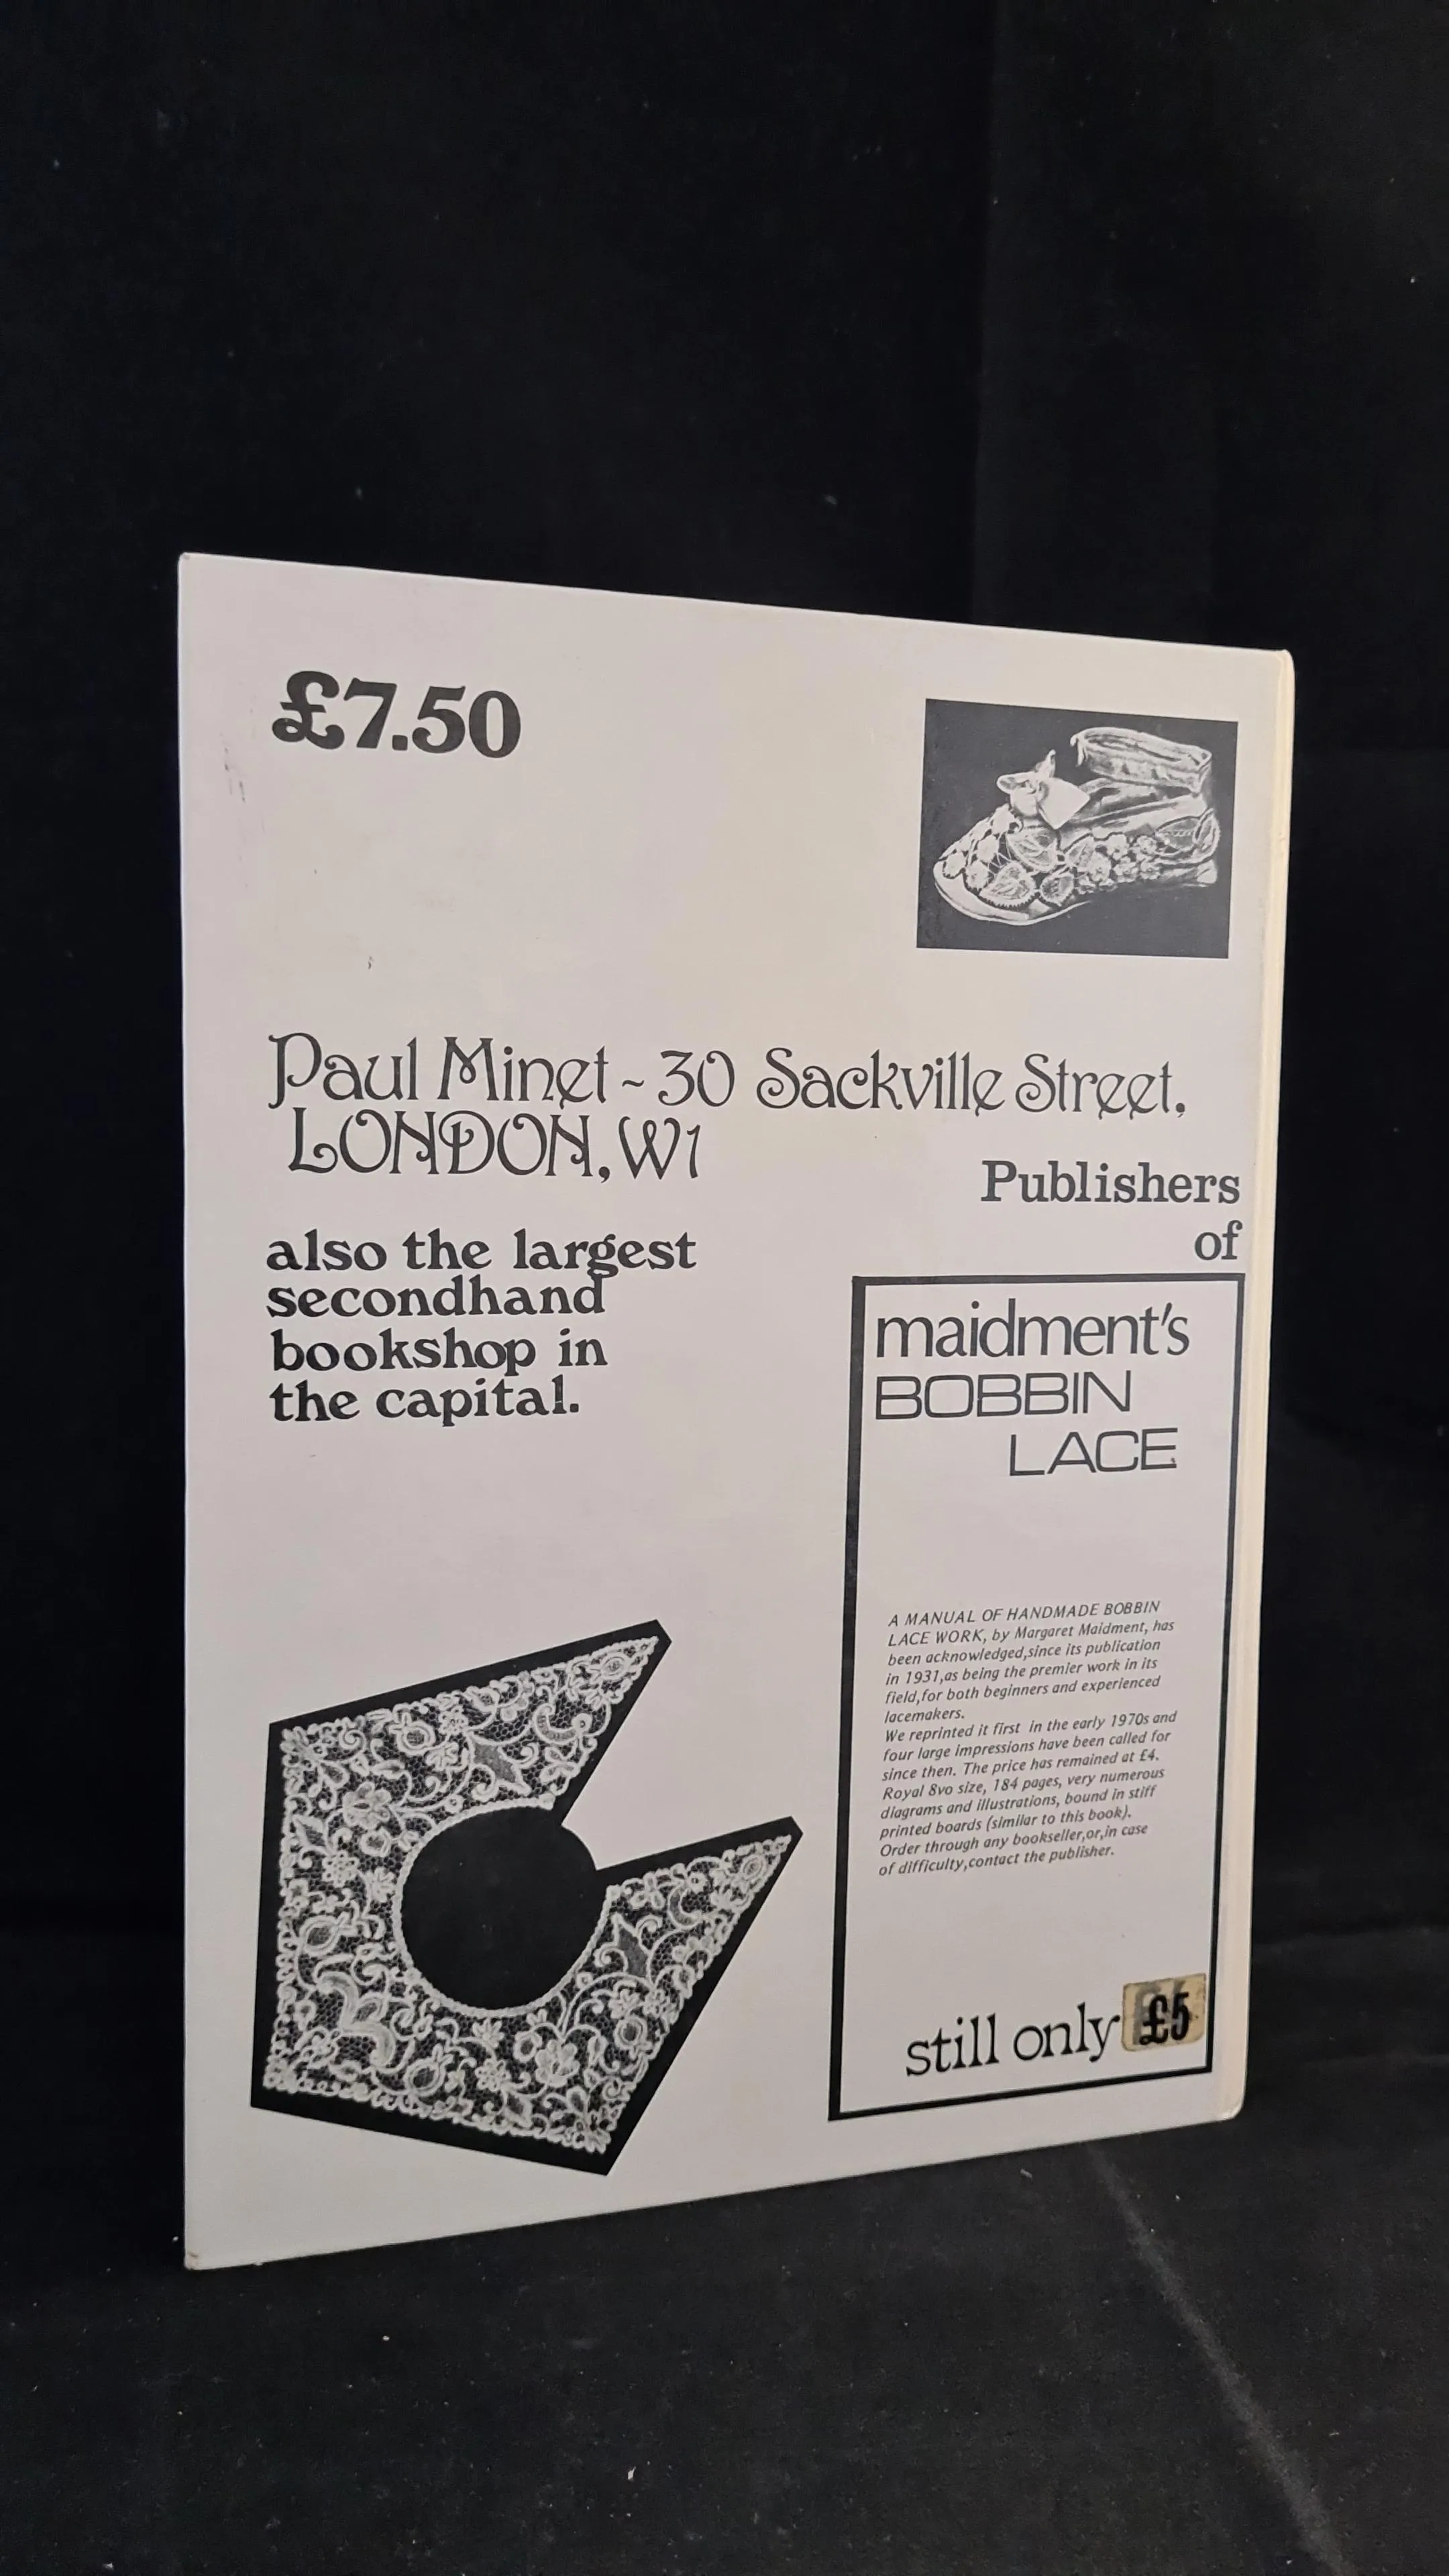 £7.50
Paul Minet ~ 30 Sackville Street.
LONDON, W1
also the largest
secondhand
bookshop in
the capital.
Publishers
of
maidment's
BOBBIN
LACE
A MANUAL OF HANDMADE BOBBIN
LACE WORK, by Margaret Maidment, has
been acknowledged,since its publication
in 1931,as being the premier work in its
field,for both beginners and experienced
lacemakers.
We reprinted it first in the early 1970s and
four large impressions have been called for
since then. The price has remained at £4.
Royal 8vo size, 184 pages, very numerous
diagrams and illustrations, bound in stiff
printed boards (similar to this book).
Order through any bookseller,or,in case
of difficulty,contact the publisher.
still only £5